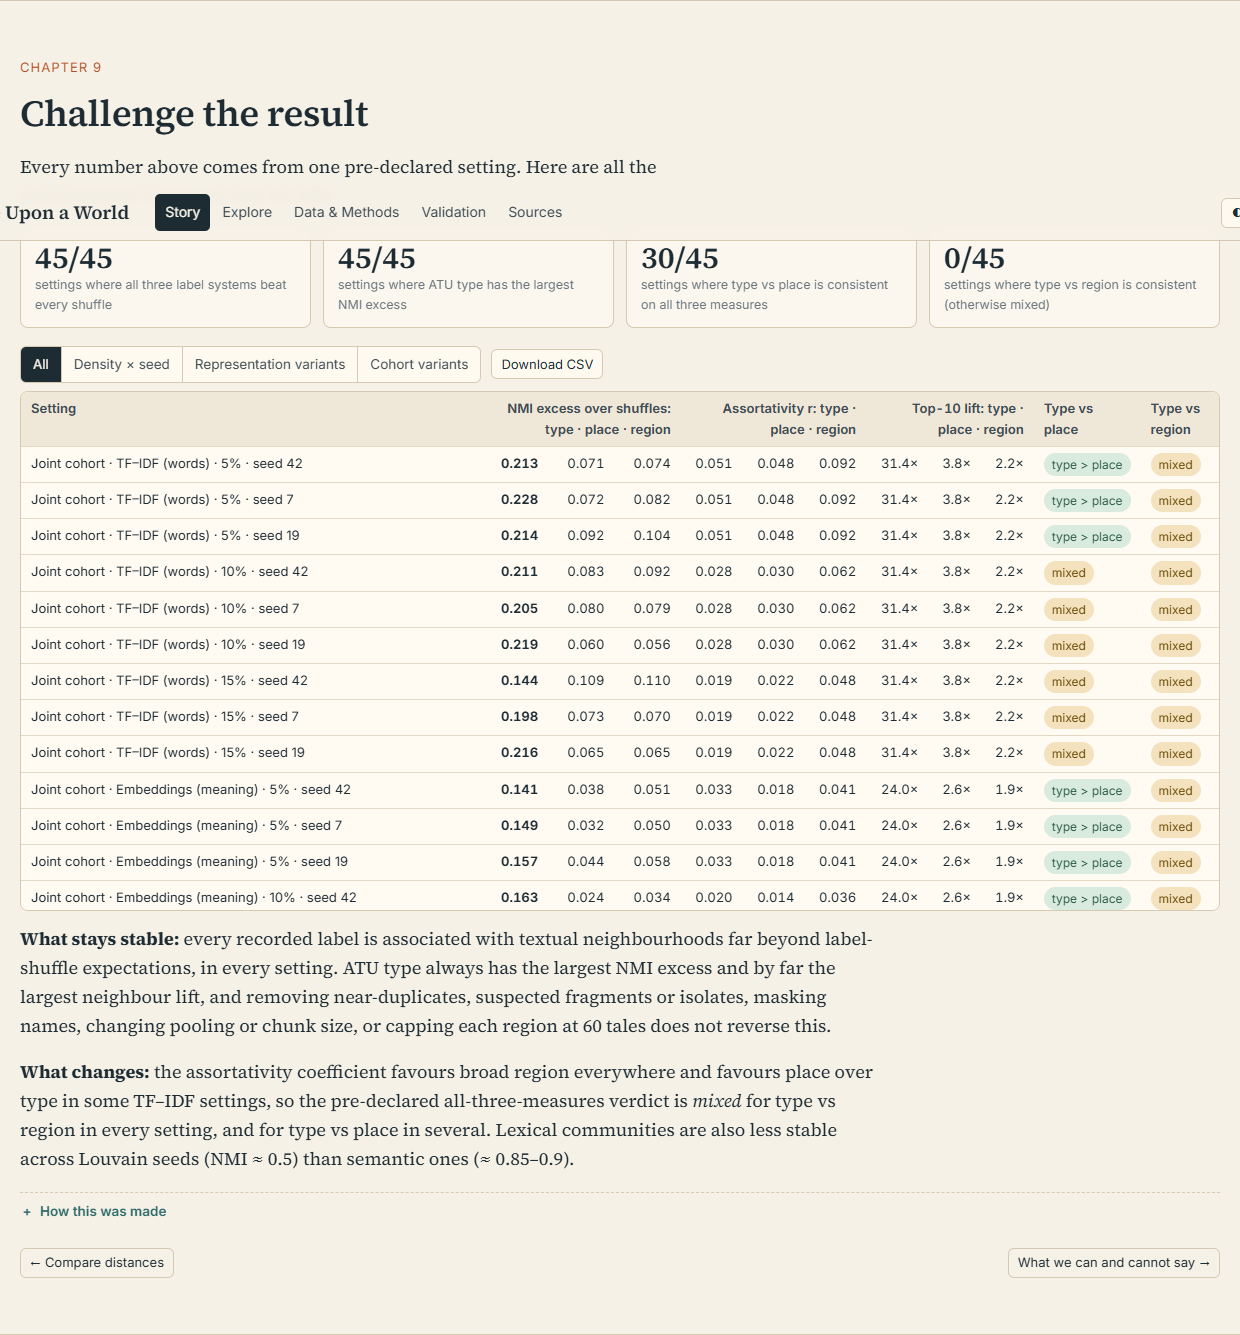 CHAPTER 9
Challenge the result
Every number above comes from one pre-declared setting. Here are all the
Upon a World Story Explore Data & Methods Validation Sources
45/45
settings where all three label systems beat
every shuffle
45/45
settings where ATU type has the largest
NMI excess
30/45
settings where type vs place is consistent
on all three measures
0/45
settings where type vs region is consistent
(otherwise mixed)
All Density × seed Representation variants Cohort variants Download CSV
Setting NMI excess over shuffles: type · place · region Assortativity r: type · place · region Top-10 lift: type · place · region Type vs place Type vs region
Joint cohort · TF–IDF (words) · 5% · seed 42 0.213 0.071 0.074 0.051 0.048 0.092 31.4× 3.8× 2.2× type > place mixed
Joint cohort · TF–IDF (words) · 5% · seed 7 0.228 0.072 0.082 0.051 0.048 0.092 31.4× 3.8× 2.2× type > place mixed
Joint cohort · TF–IDF (words) · 5% · seed 19 0.214 0.092 0.104 0.051 0.048 0.092 31.4× 3.8× 2.2× type > place mixed
Joint cohort · TF–IDF (words) · 10% · seed 42 0.211 0.083 0.092 0.028 0.030 0.062 31.4× 3.8× 2.2× mixed mixed
Joint cohort · TF–IDF (words) · 10% · seed 7 0.205 0.080 0.079 0.028 0.030 0.062 31.4× 3.8× 2.2× mixed mixed
Joint cohort · TF–IDF (words) · 10% · seed 19 0.219 0.060 0.056 0.028 0.030 0.062 31.4× 3.8× 2.2× mixed mixed
Joint cohort · TF–IDF (words) · 15% · seed 42 0.144 0.109 0.110 0.019 0.022 0.048 31.4× 3.8× 2.2× mixed mixed
Joint cohort · TF–IDF (words) · 15% · seed 7 0.198 0.073 0.070 0.019 0.022 0.048 31.4× 3.8× 2.2× mixed mixed
Joint cohort · TF–IDF (words) · 15% · seed 19 0.216 0.065 0.065 0.019 0.022 0.048 31.4× 3.8× 2.2× mixed mixed
Joint cohort · Embeddings (meaning) · 5% · seed 42 0.141 0.038 0.051 0.033 0.018 0.041 24.0× 2.6× 1.9× type > place mixed
Joint cohort · Embeddings (meaning) · 5% · seed 7 0.149 0.032 0.050 0.033 0.018 0.041 24.0× 2.6× 1.9× type > place mixed
Joint cohort · Embeddings (meaning) · 5% · seed 19 0.157 0.044 0.058 0.033 0.018 0.041 24.0× 2.6× 1.9× type > place mixed
Joint cohort · Embeddings (meaning) · 10% · seed 42 0.163 0.024 0.034 0.020 0.014 0.036 24.0× 2.6× 1.9× type > place mixed
What stays stable: every recorded label is associated with textual neighbourhoods far beyond label-
shuffle expectations, in every setting. ATU type always has the largest NMI excess and by far the
largest neighbour lift, and removing near-duplicates, suspected fragments or isolates, masking
names, changing pooling or chunk size, or capping each region at 60 tales does not reverse this.
What changes: the assortativity coefficient favours broad region everywhere and favours place over
type in some TF–IDF settings, so the pre-declared all-three-measures verdict is mixed for type vs
region in every setting, and for type vs place in several. Lexical communities are also less stable
across Louvain seeds (NMI ≈ 0.5) than semantic ones (≈ 0.85–0.9).
+ How this was made
← Compare distances
What we can and cannot say →